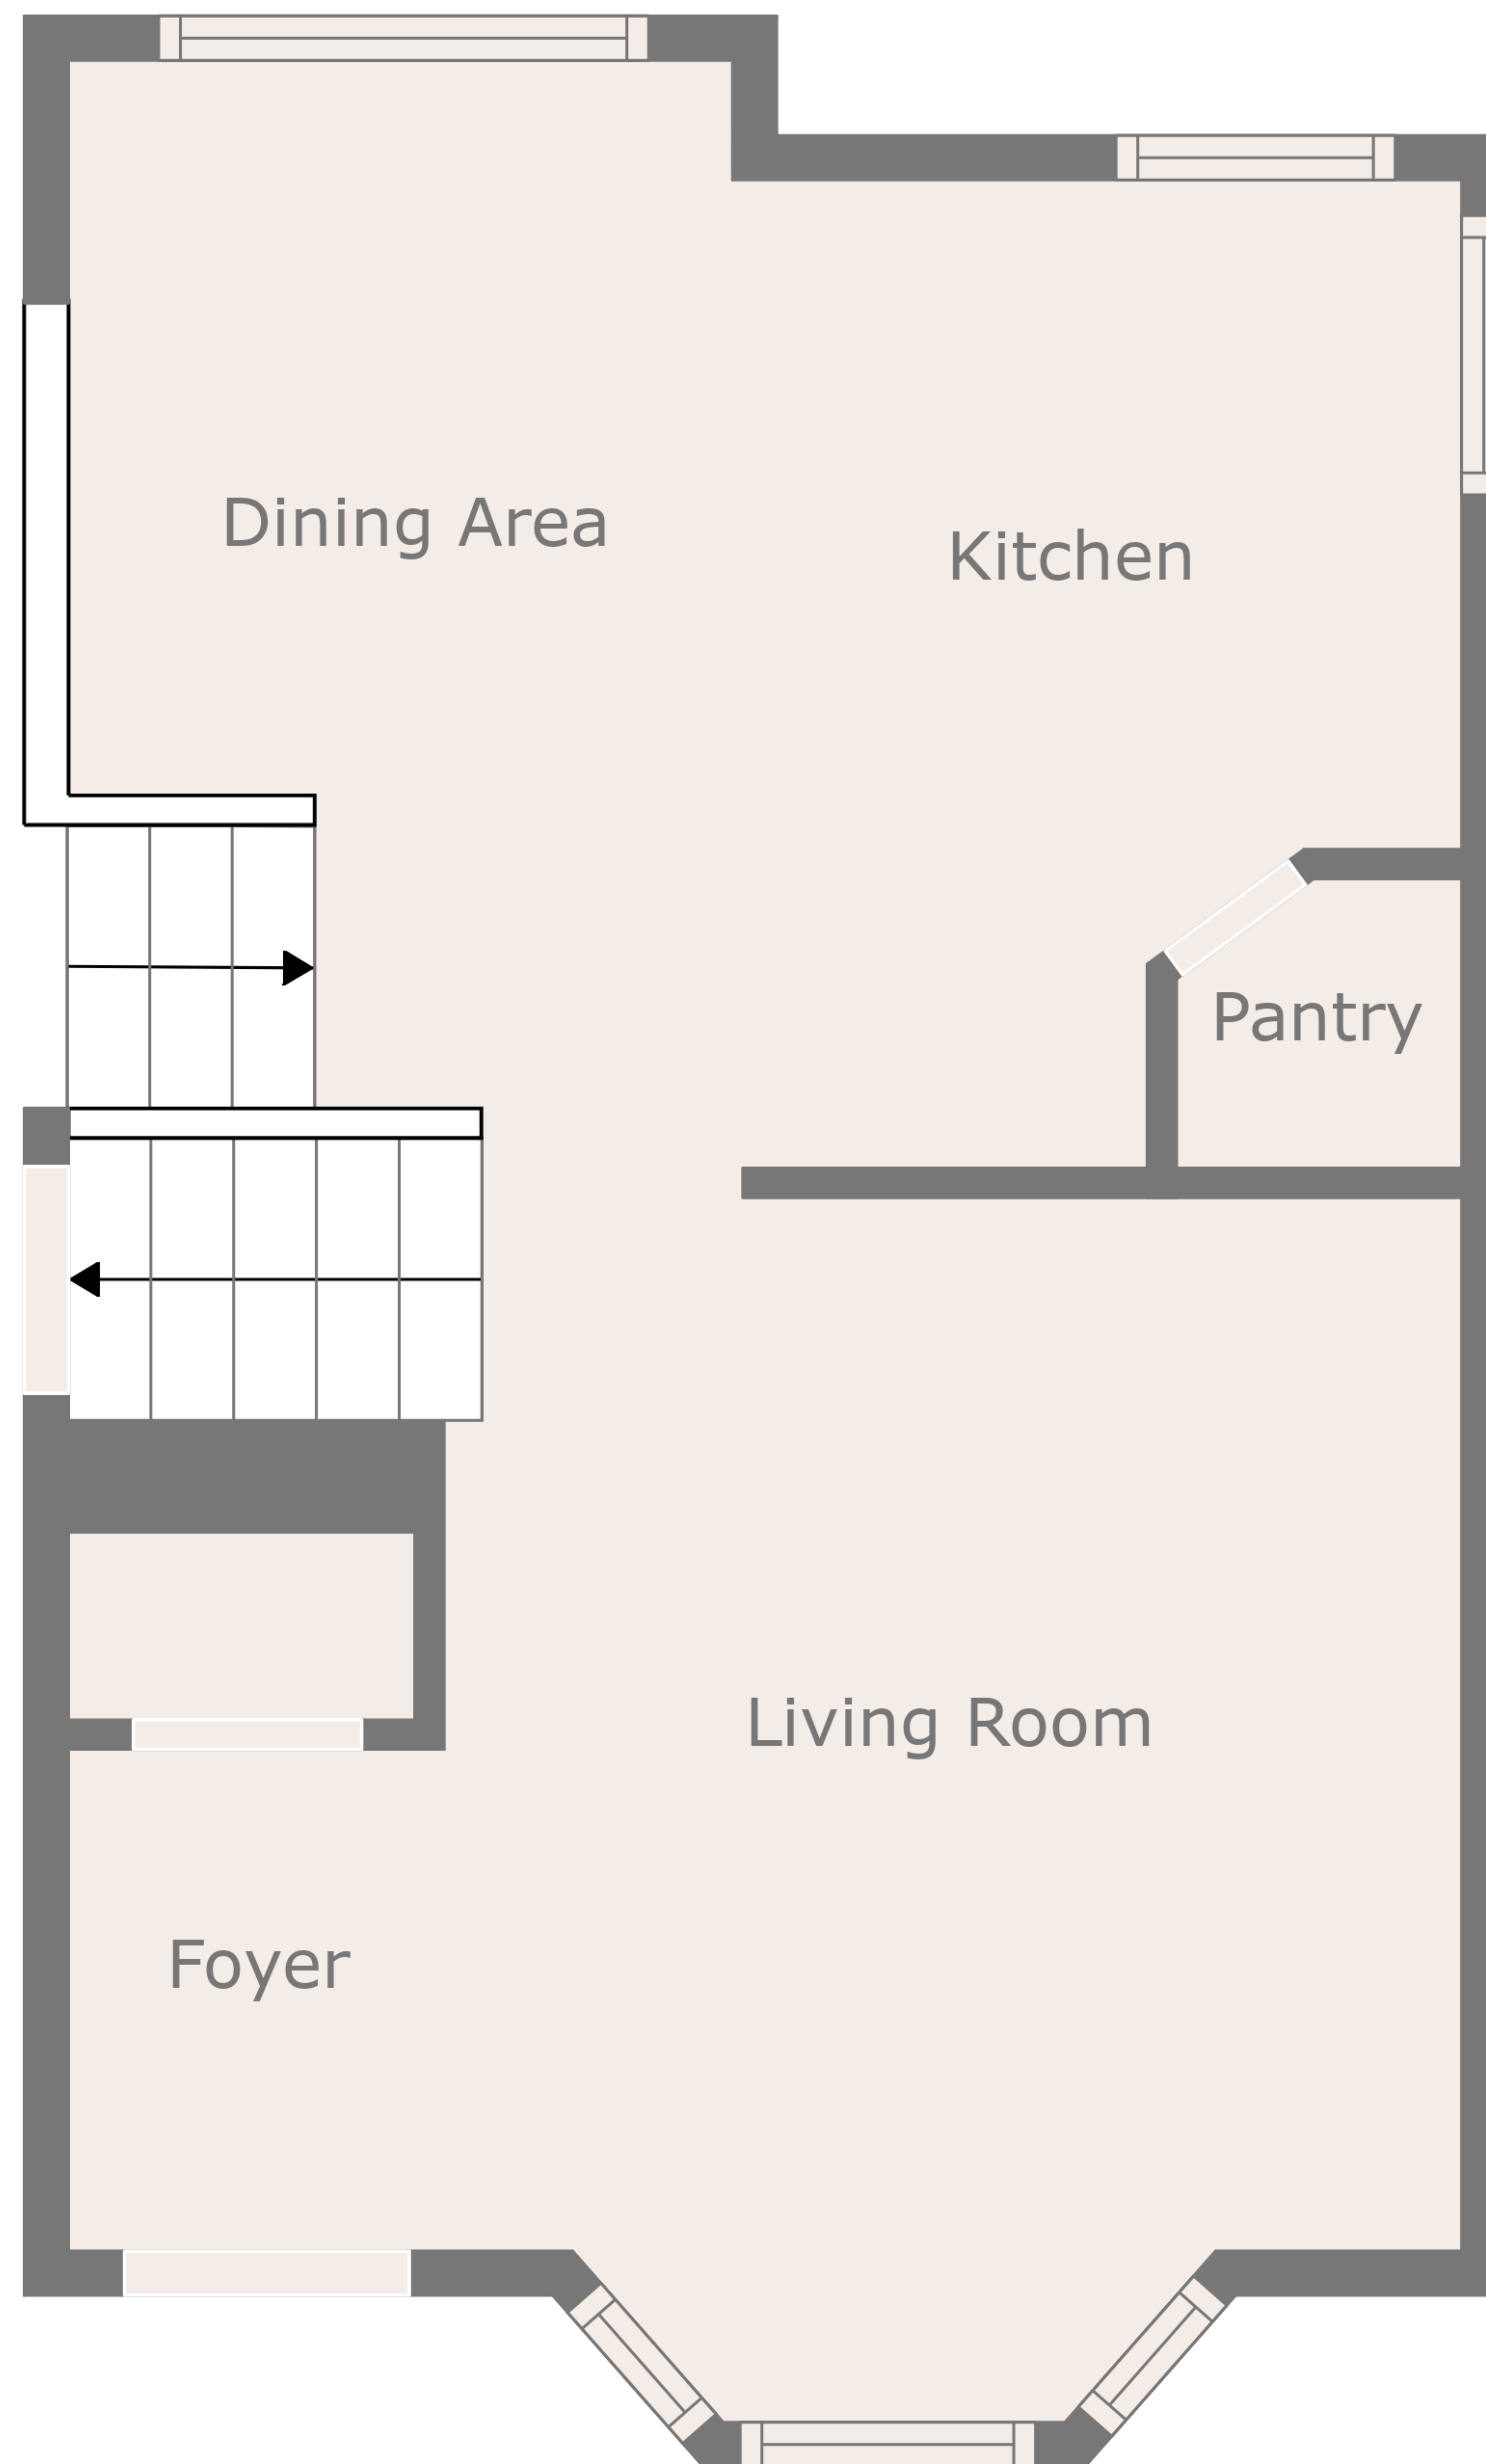 Dining Area
Kitchen
Pantry
Living Room
Foyer